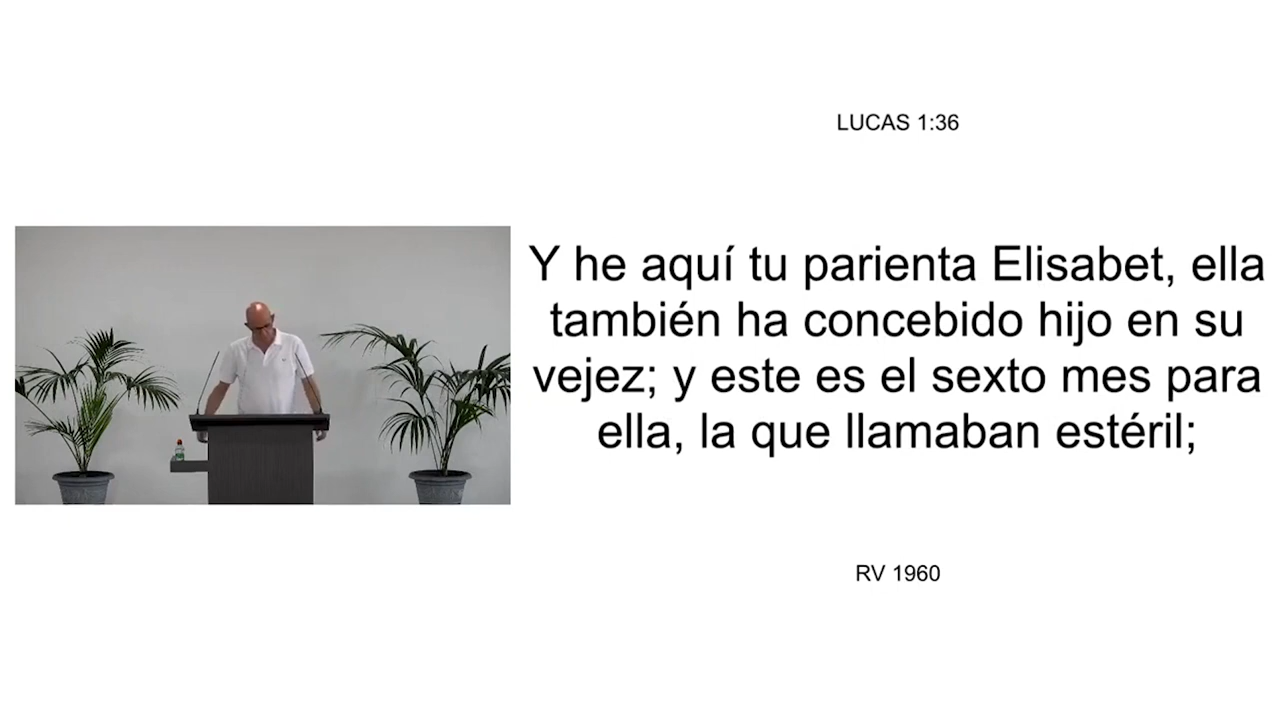 LUCAS 1:36
Y he aquí tu parienta Elisabet, ella
también ha concebido hijo en su
vejez; y este es el sexto mes para
ella, la que llamaban estéril;
RV 1960